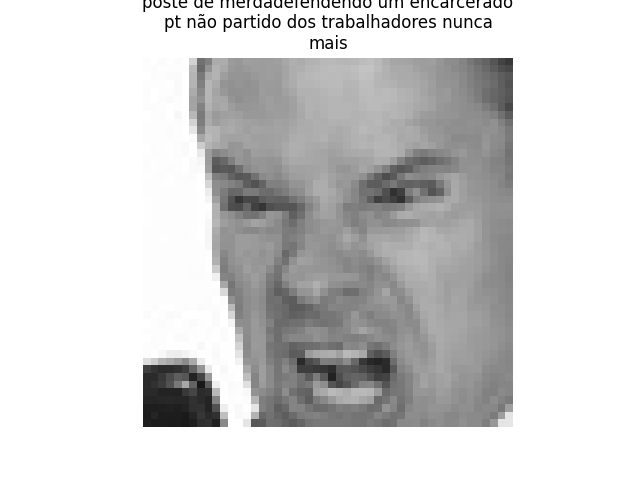 poste de merdadefendendo um encarcerado
pt não partido dos trabalhadores nunca
mais